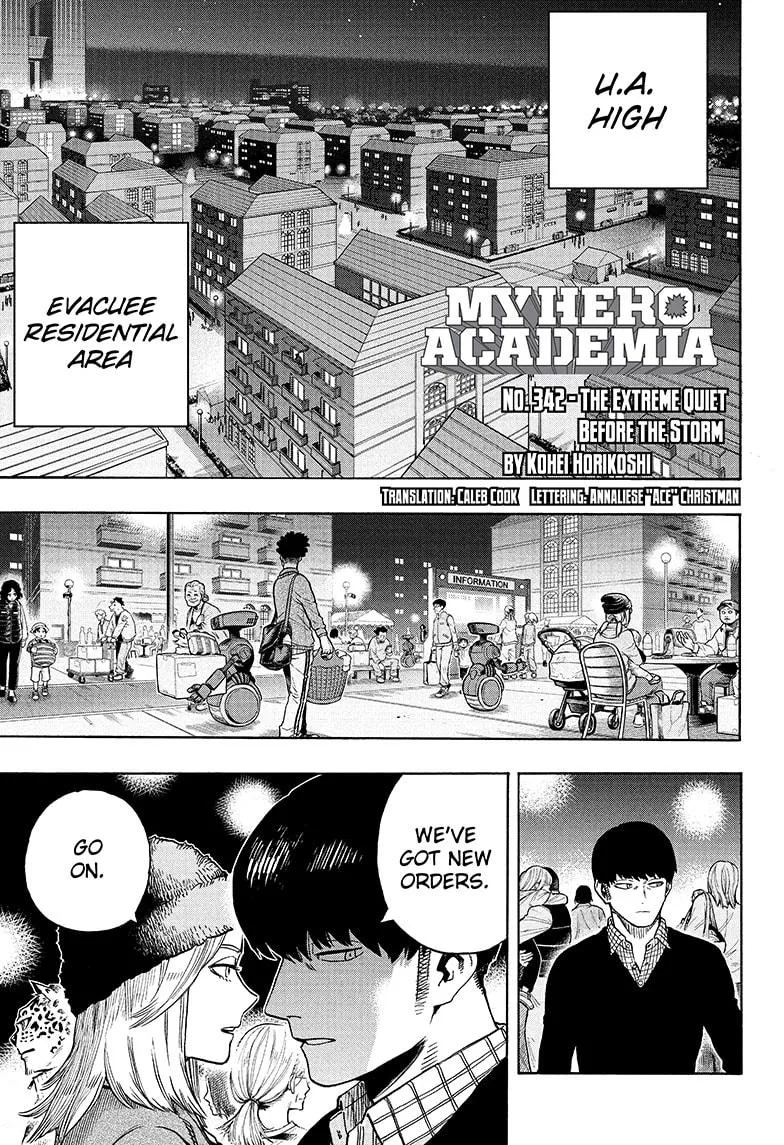 U.A.
HIGH
EVACUEE
RESIDENTIAL
AREA
MY HERO
ACADEMIA
NO. 342 - THE EXTREME QUIET
BEFORE THE STORM
BY KOHEI HORIKOSHI
TRANSLATION: CALEB COOK LETTERING: ANNALIESE "ACE" CHRISTMAN
INFORMATION
WE'VE
GOT NEW
ORDERS.
GO
ON.